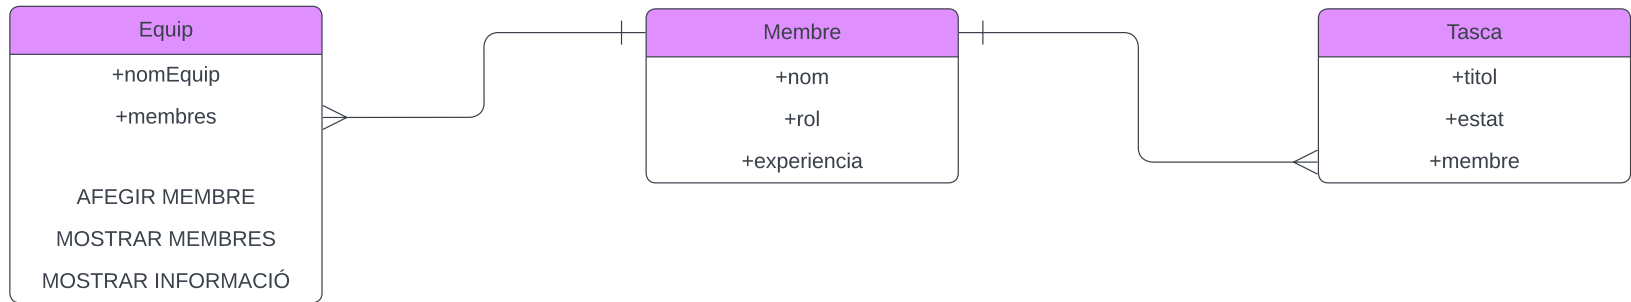 Equip
+nomEquip
+membres
AFEGIR MEMBRE
MOSTRAR MEMBRES
MOSTRAR INFORMACIÓ
Membre
+nom
+rol
+experiencia
Tasca
+titol
+estat
+membre